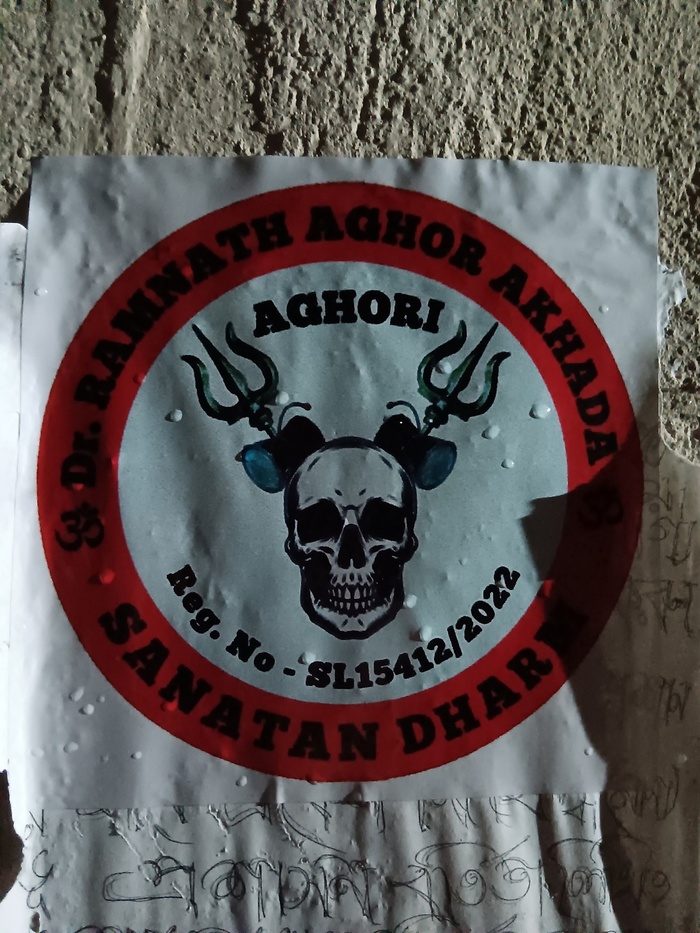 ॐ Dr. RAMNATH AGHOR AKHADA ॐ
AGHORI
Reg. No - SL15412/2022
SANATAN DHARM